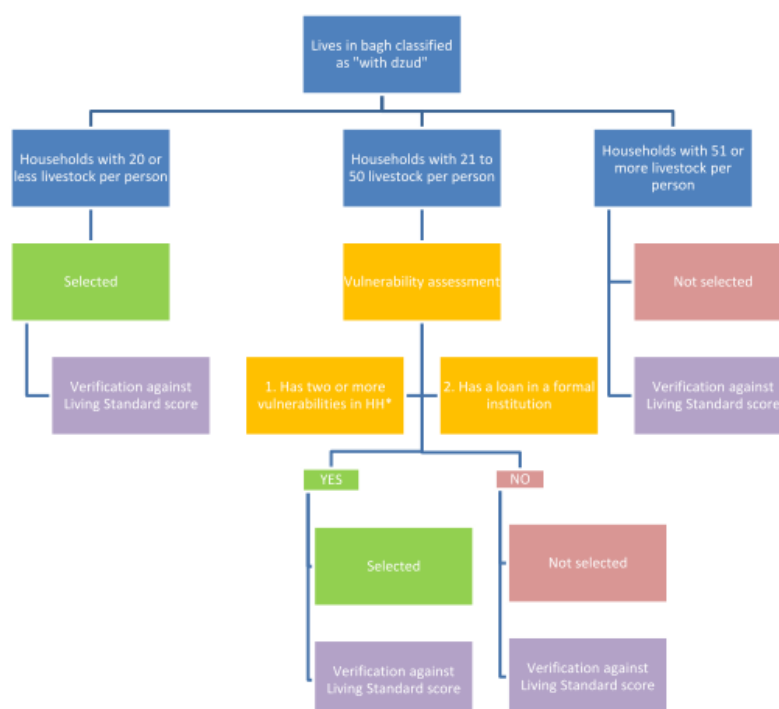 Lives in bagh classified
as "with dzud"
Households with 20 or
less livestock per person
Households with 21 to
50 livestock per person
Households with 51 or
more livestock per
person
Selected
Vulnerability assessment
Not selected
Verification against
Living Standard score
1. Has two or more
vulnerabilities in HH*
2. Has a loan in a formal
institution
Verification against
Living Standard score
YES
NO
Selected
Not selected
Verification against
Living Standard score
Verification against
Living Standard score